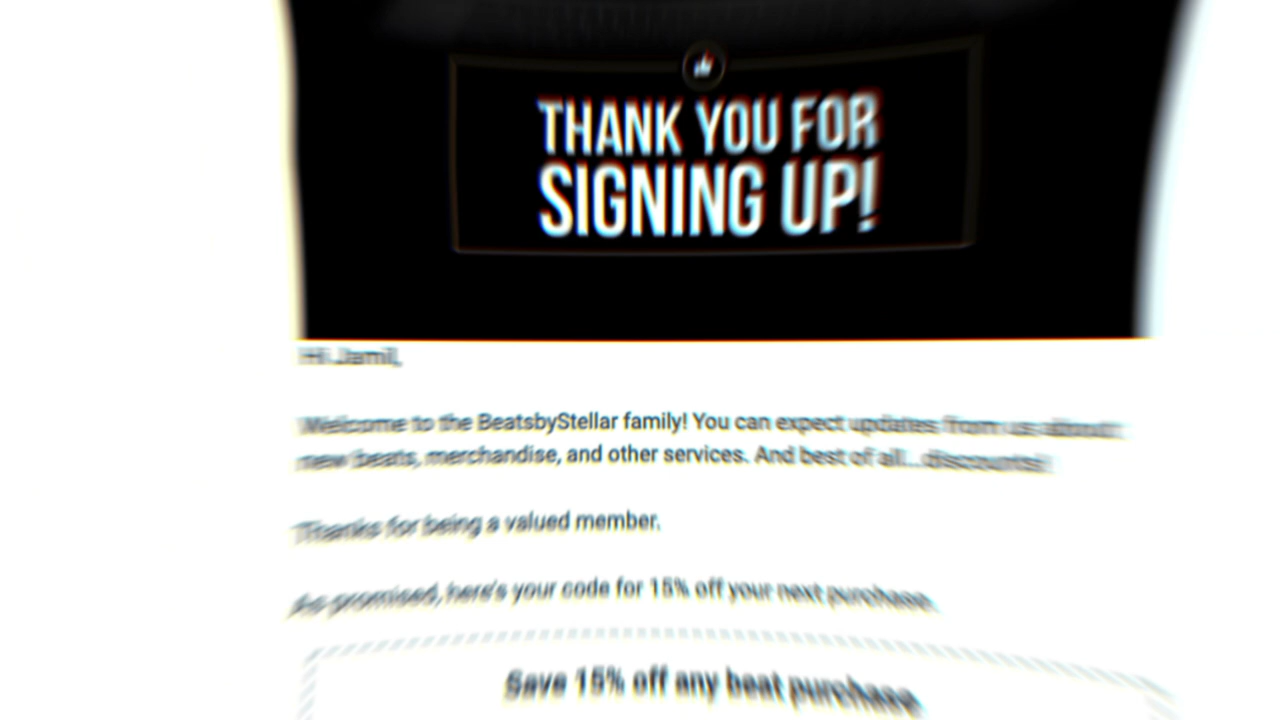 THANK YOU FOR
SIGNING UP!
Hi Jamil,
Welcome to the BeatsbyStellar family! You can expect updates from us about:
new beats, merchandise, and other services. And best of all...discounts!
Thanks for being a valued member.
As promised, here's your code for 15% off your next purchase.
Save 15% off any beat purchase